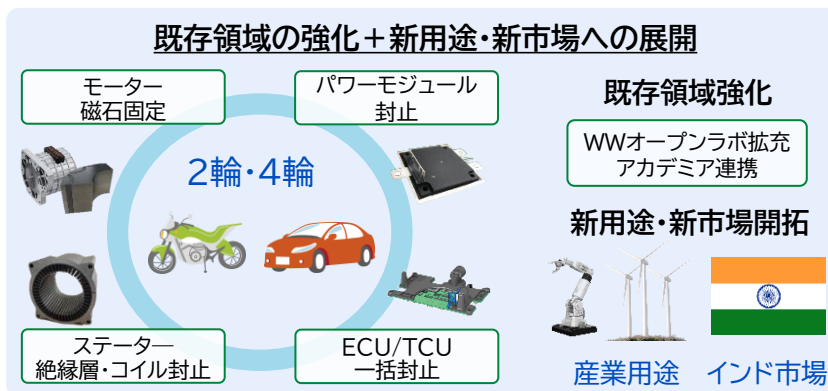 既存領域の強化＋新用途・新市場への展開
モーター
磁石固定
パワーモジュール
封止
2輪・4輪
ステーター
絶縁層・コイル封止
ECU/TCU
一括封止
既存領域強化
WWオープンラボ拡充
アカデミア連携
新用途・新市場開拓
産業用途
インド市場